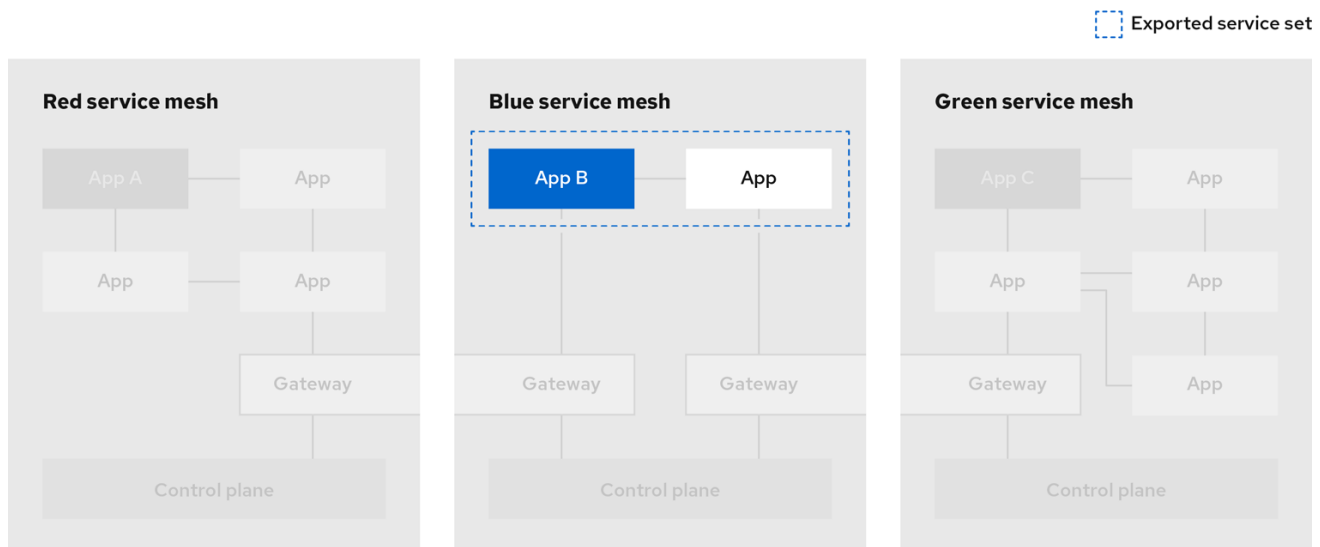 Exported service set
Red service mesh
App A
App
App
App
Gateway
Control plane
Blue service mesh
App B
App
Gateway
Gateway
Control plane
Green service mesh
App C
App
App
App
Gateway
App
Control plane